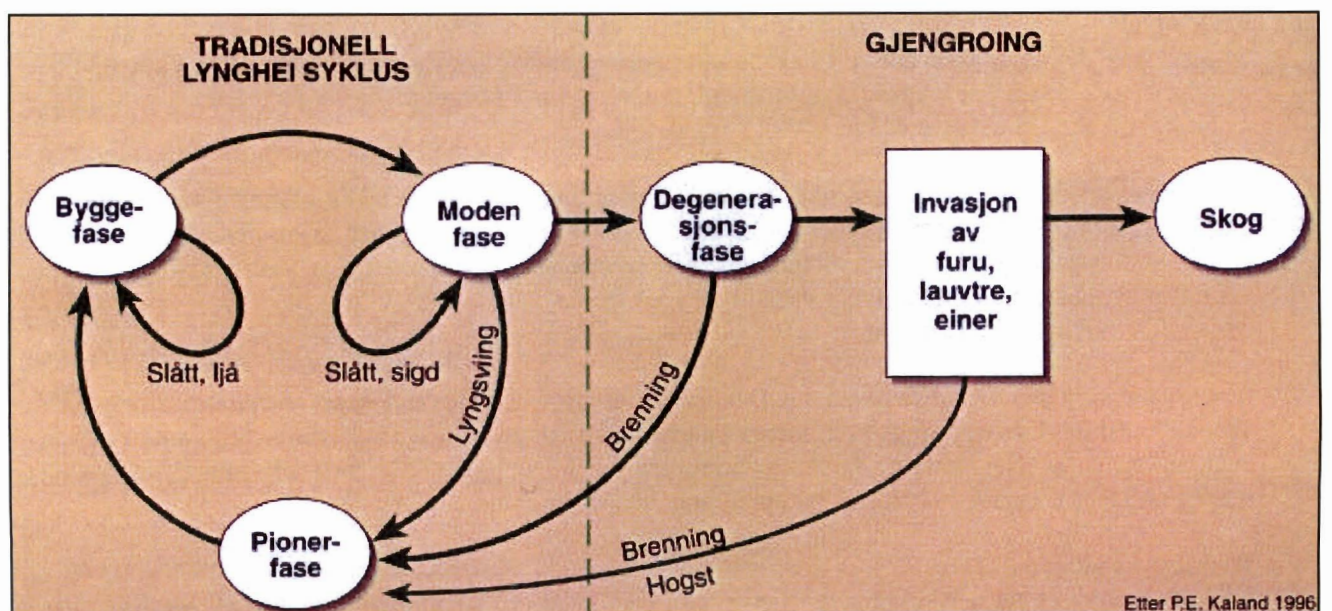 TRADISJONELL
LYNGHEI SYKLUS
GJENGROING
Bygge-
fase
Moden
fase
Degenera-
sjons-
fase
Invasjon
av
furu,
lauvtre,
einer
Skog
Slått, ljå
Slått, sigd
Lyngsviing
Brenning
Pioner-
fase
Brenning
Hogst
Etter P.E. Kaland 1996